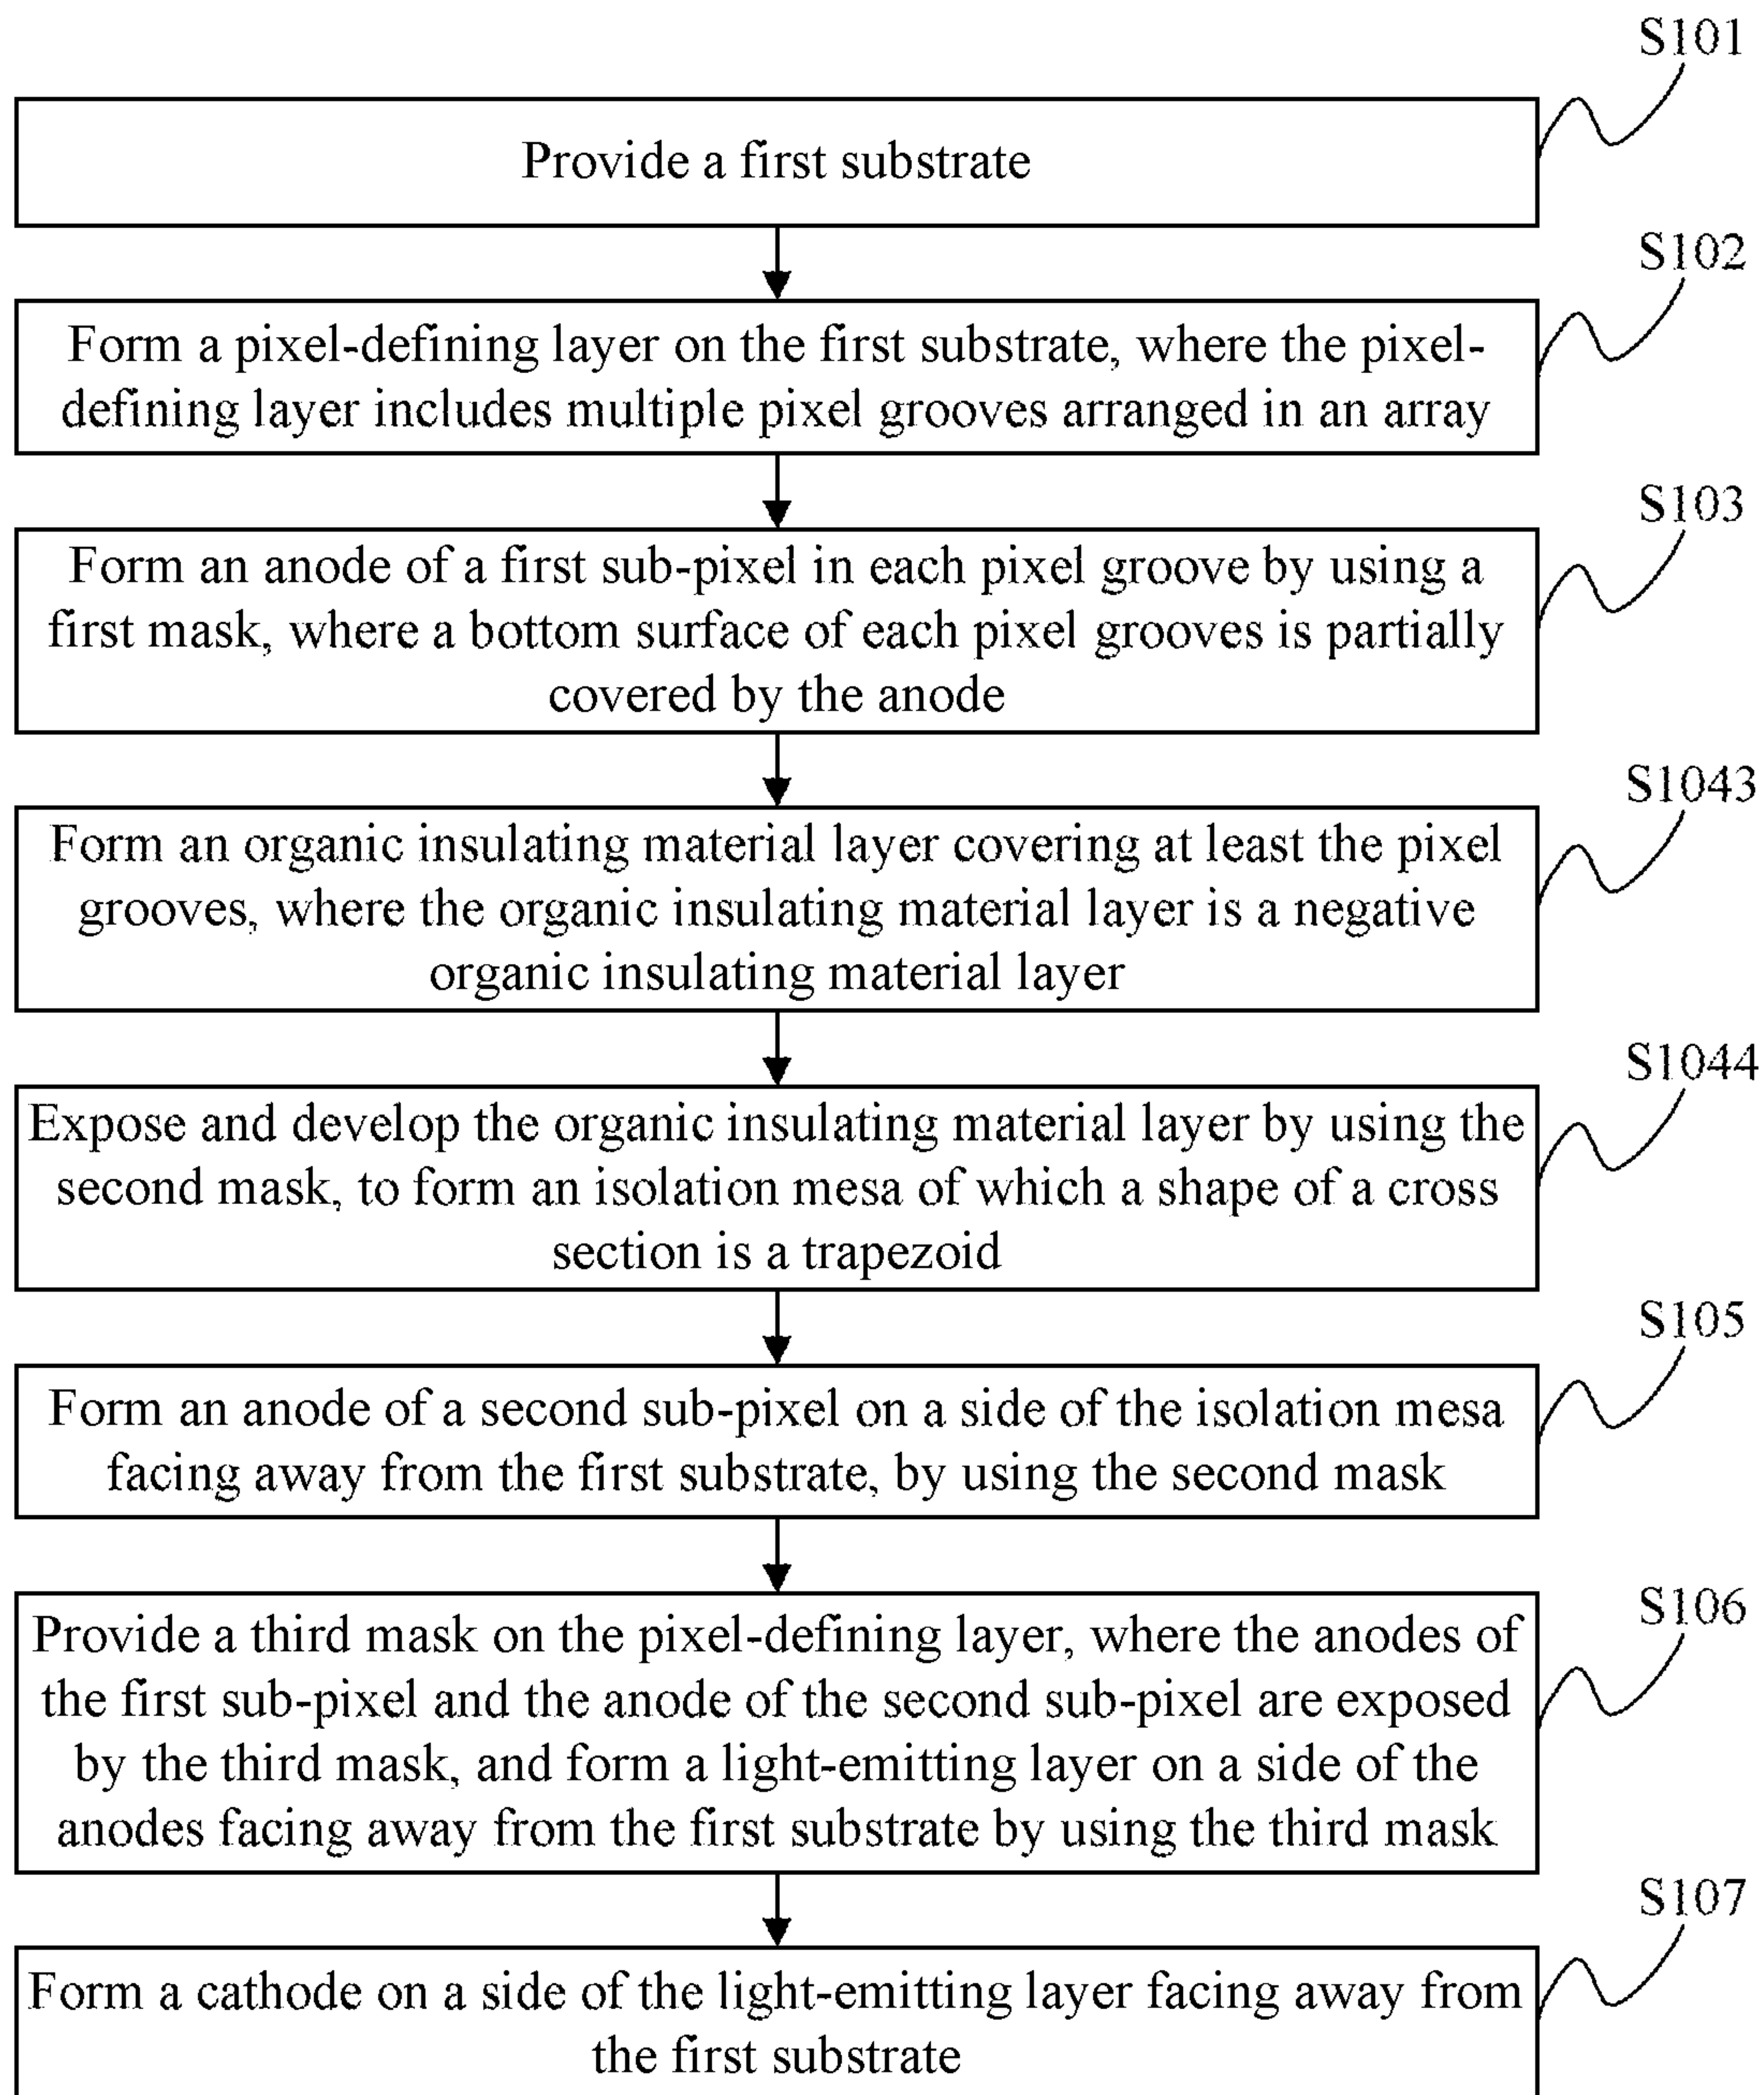 S101
Provide a first substrate
S102
Form a pixel-defining layer on the first substrate, where the pixel-
defining layer includes multiple pixel grooves arranged in an array
S103
Form an anode of a first sub-pixel in each pixel groove by using a
first mask, where a bottom surface of each pixel grooves is partially
covered by the anode
S1043
Form an organic insulating material layer covering at least the pixel
grooves, where the organic insulating material layer is a negative
organic insulating material layer
S1044
Expose and develop the organic insulating material layer by using the
second mask, to form an isolation mesa of which a shape of a cross
section is a trapezoid
S105
Form an anode of a second sub-pixel on a side of the isolation mesa
facing away from the first substrate, by using the second mask
S106
Provide a third mask on the pixel-defining layer, where the anodes of
the first sub-pixel and the anode of the second sub-pixel are exposed
by the third mask, and form a light-emitting layer on a side of the
anodes facing away from the first substrate by using the third mask
S107
Form a cathode on a side of the light-emitting layer facing away from
the first substrate